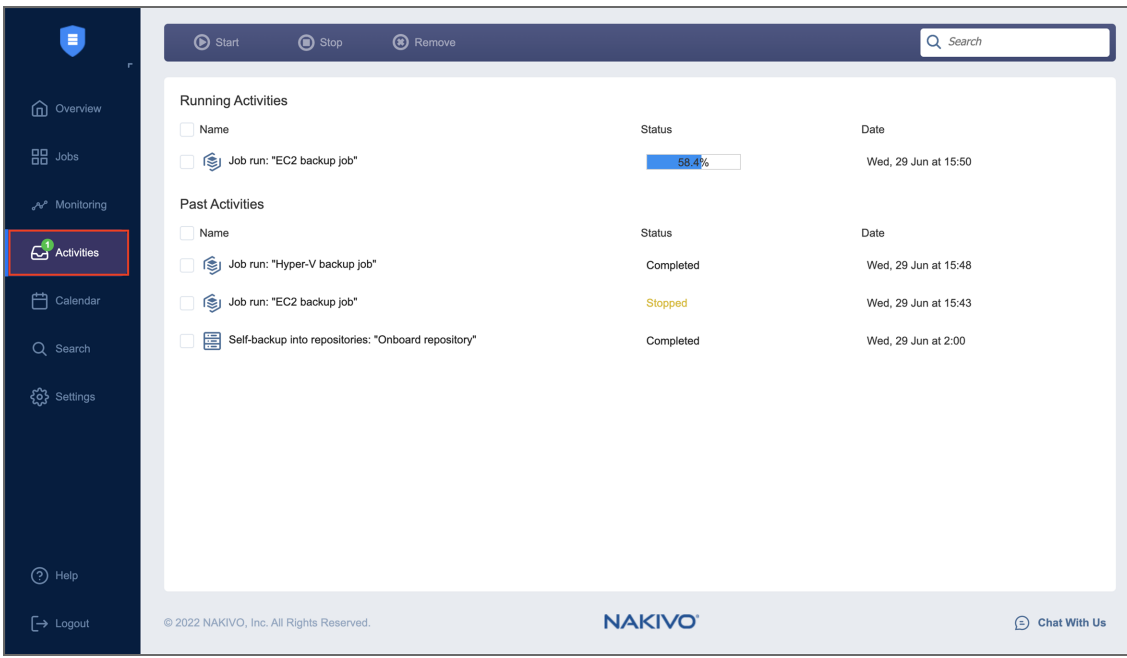 Start Stop Remove Search
Overview
Jobs
Monitoring
1
Activities
Calendar
Search
Settings
Help
Logout
Running Activities
Name Status Date
Job run: "EC2 backup job" 58.4% Wed, 29 Jun at 15:50
Past Activities
Name Status Date
Job run: "Hyper-V backup job" Completed Wed, 29 Jun at 15:48
Job run: "EC2 backup job" Stopped Wed, 29 Jun at 15:43
Self-backup into repositories: "Onboard repository" Completed Wed, 29 Jun at 2:00
© 2022 NAKIVO, Inc. All Rights Reserved. NAKIVO® Chat With Us